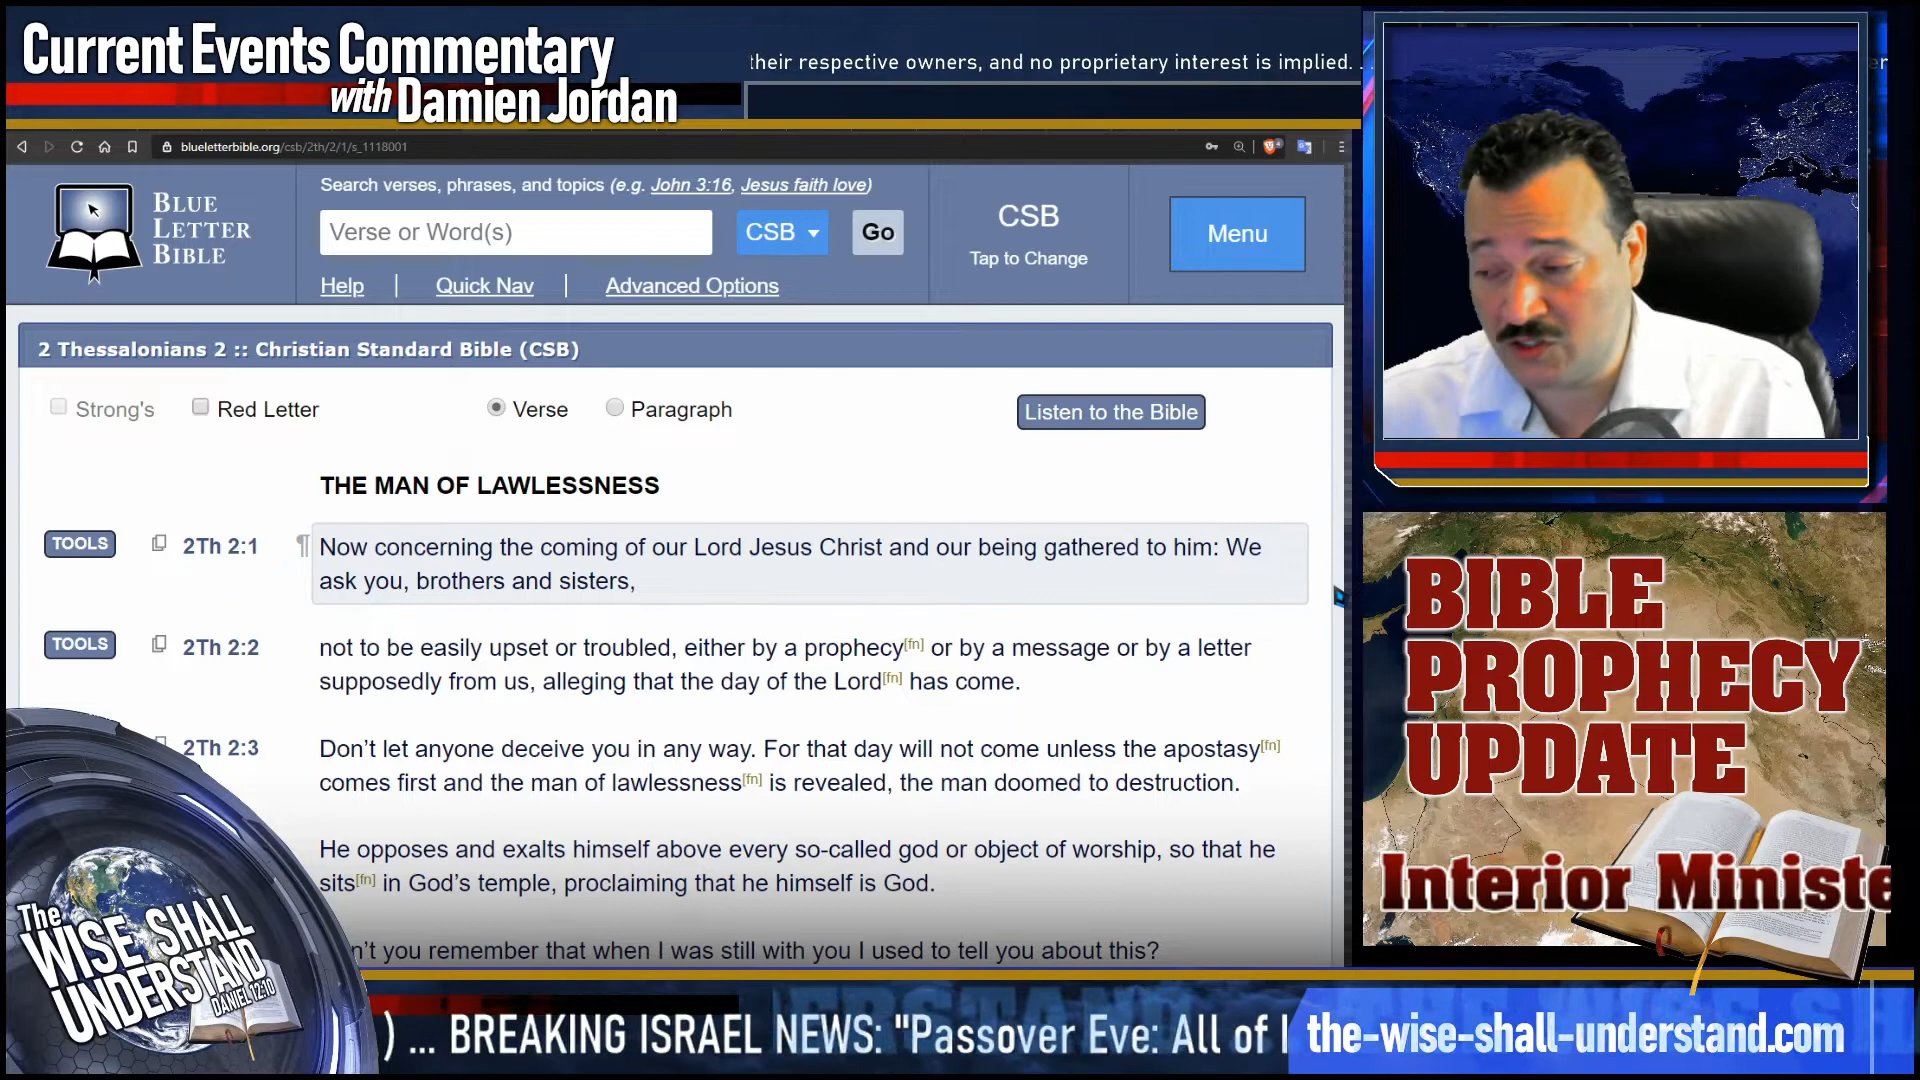 Current Events Commentary
with Damien Jordan
their respective owners, and no proprietary interest is implied. .
blueletterbible.org/csb/2th/2/1/s_1118001
BLUE
LETTER
BIBLE
Search verses, phrases, and topics (e.g. John 3:16, Jesus faith love)
Verse or Word(s)
CSB
Go
Help
Quick Nav
Advanced Options
CSB
Tap to Change
Menu
2 Thessalonians 2 :: Christian Standard Bible (CSB)
Strong's
Red Letter
Verse
Paragraph
Listen to the Bible
THE MAN OF LAWLESSNESS
TOOLS
2Th 2:1
¶ Now concerning the coming of our Lord Jesus Christ and our being gathered to him: We
ask you, brothers and sisters,
TOOLS
2Th 2:2
not to be easily upset or troubled, either by a prophecy[fn] or by a message or by a letter
supposedly from us, alleging that the day of the Lord[fn] has come.
2Th 2:3
Don’t let anyone deceive you in any way. For that day will not come unless the apostasy[fn]
comes first and the man of lawlessness[fn] is revealed, the man doomed to destruction.
He opposes and exalts himself above every so-called god or object of worship, so that he
sits[fn] in God’s temple, proclaiming that he himself is God.
you remember that when I was still with you I used to tell you about this?
BIBLE
PROPHECY
UPDATE
Interior Ministe
The
WISE SHALL
UNDERSTAND
DANIEL 12:10
) ... BREAKING ISRAEL NEWS: "Passover Eve: All of
the-wise-shall-understand.com